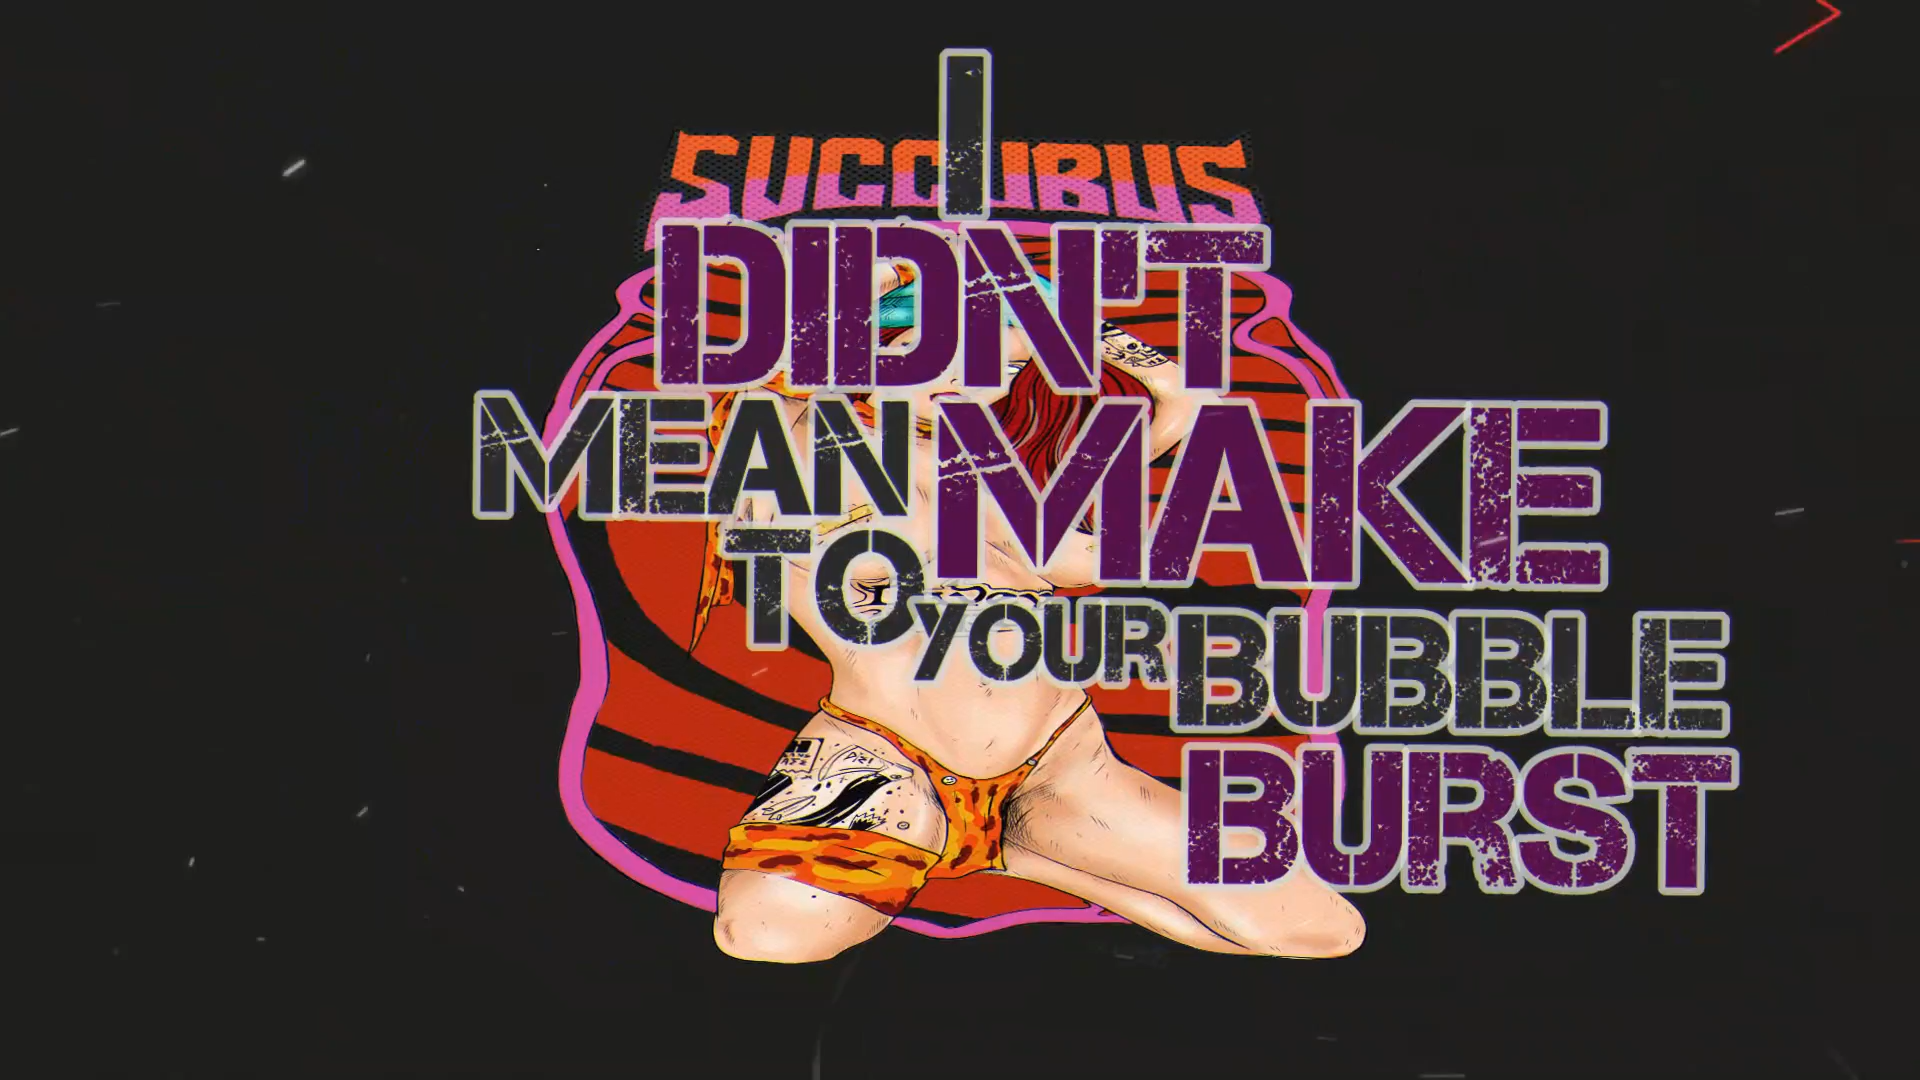 SUCCUBUS
I
DIDN'T
MEAN MAKE
TO
YOUR BUBBLE
BURST